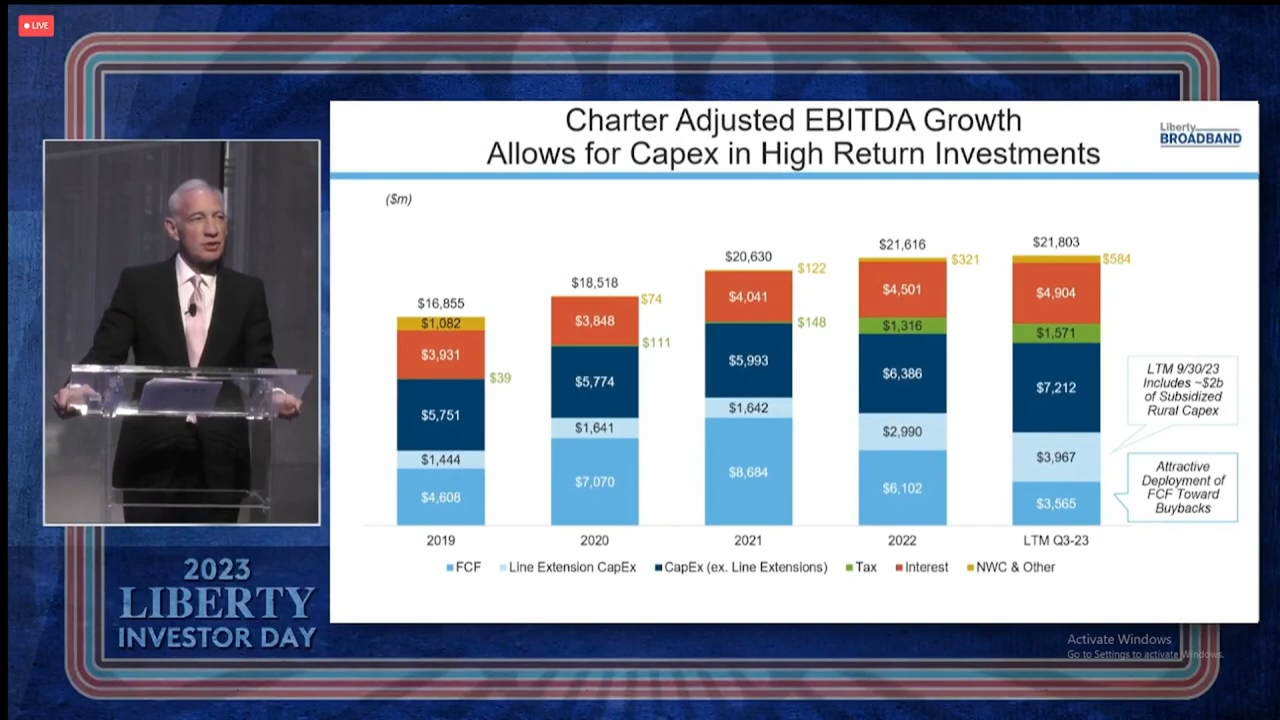 LIVE
Charter Adjusted EBITDA Growth
Allows for Capex in High Return Investments
Liberty
BROADBAND
($m)
$16,855
$1,082
$3,931
$39
$5,751
$1,444
$4,608
$18,518
$74
$3,848
$111
$5,774
$1,641
$7,070
$20,630
$122
$4,041
$148
$5,993
$1,642
$8,684
$21,616
$321
$4,501
$1,316
$6,386
$2,990
$6,102
$21,803
$584
$4,904
$1,571
$7,212
$3,967
$3,565
LTM 9/30/23
Includes ~$2b
of Subsidized
Rural Capex
Attractive
Deployment of
FCF Toward
Buybacks
2019 2020 2021 2022 LTM Q3-23
FCF Line Extension CapEx CapEx (ex. Line Extensions) Tax Interest NWC & Other
2023
LIBERTY
INVESTOR DAY
Activate Windows
Go to Settings to activate Windows.